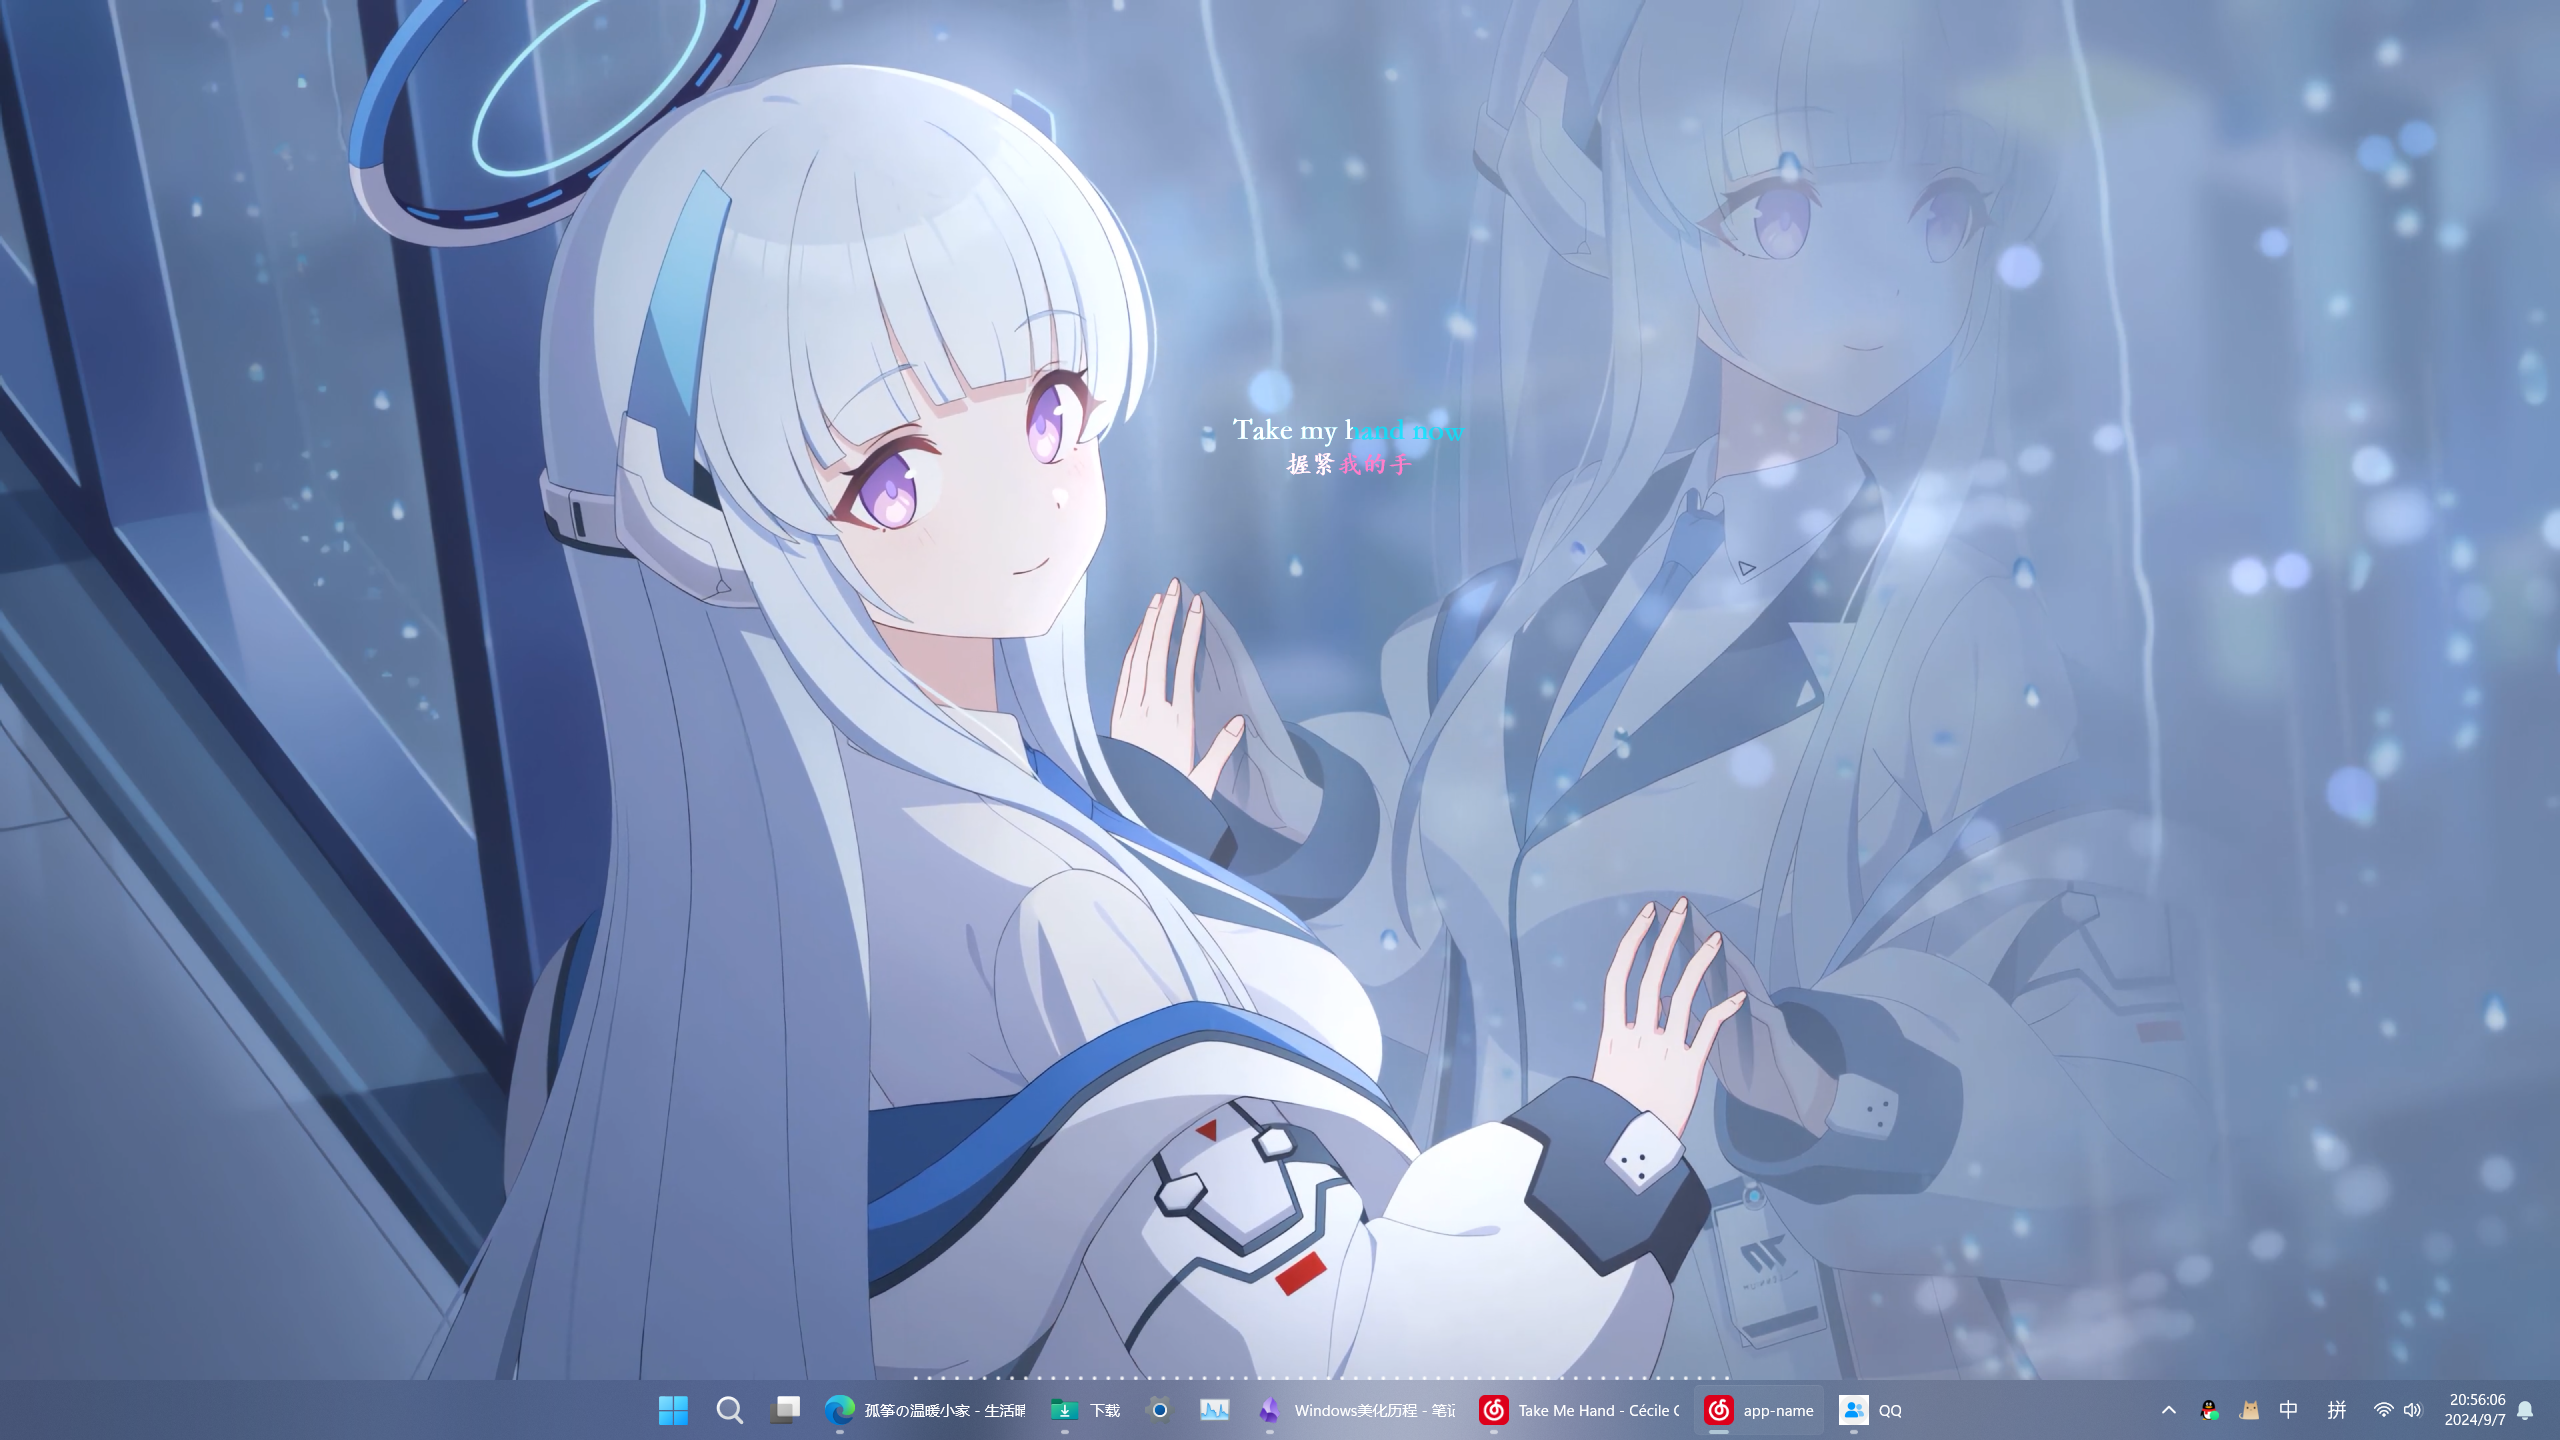 Take my hand now
握紧我的手
孤筝の温暖小家 - 生活明
下载
Windows美化历程 - 笔记
Take Me Hand - Cécile C
app-name
QQ
中
拼
20:56:06
2024/9/7